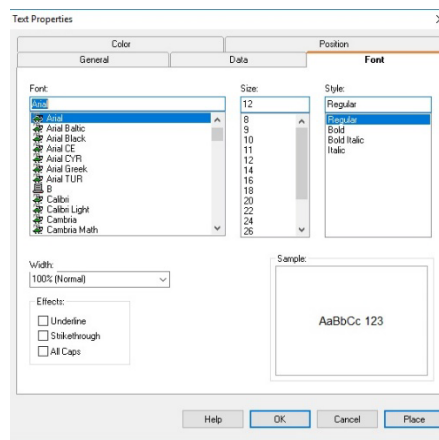 Text Properties
Color Position
General Data Font
Font: Size: Style:
Arial 12 Regular
Arial 8 Regular
Arial Baltic 9 Bold
Arial Black 10 Bold Italic
Arial CE 11 Italic
Arial CYR 12
Arial Greek 14
Arial TUR 16
B 18
Calibri 20
Calibri Light 22
Cambria 24
Cambria Math 26
Width: Sample:
100% (Normal)
Effects:
Underline
Strikethrough
All Caps
AaBbCc 123
Help OK Cancel Place